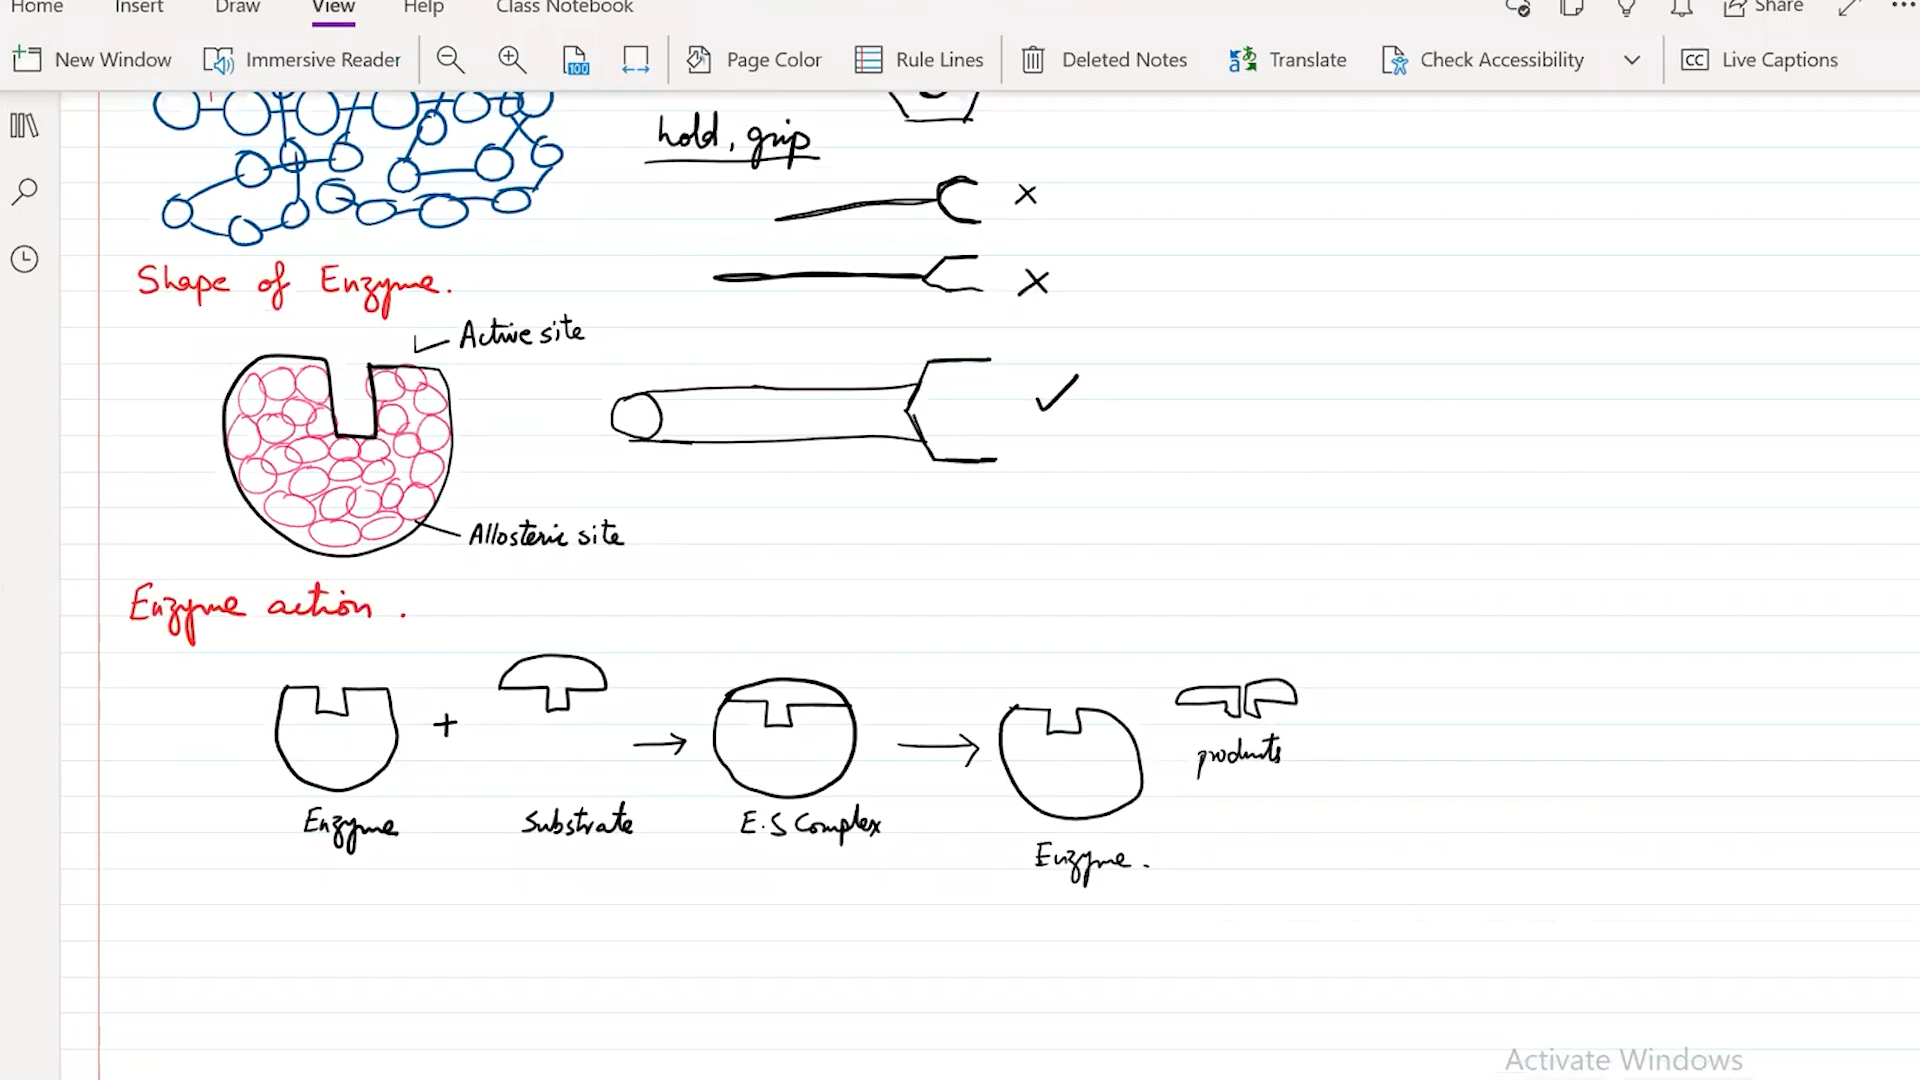 Home Insert Draw View Help Class Notebook Share
New Window Immersive Reader 100 Page Color Rule Lines Deleted Notes Translate Check Accessibility CC Live Captions
hold, grip
Shape of Enzyme.
Active site
Allosteric site
Enzyme action.
products
Enzyme Substrate E.S Complex
Enzyme.
Activate Windows